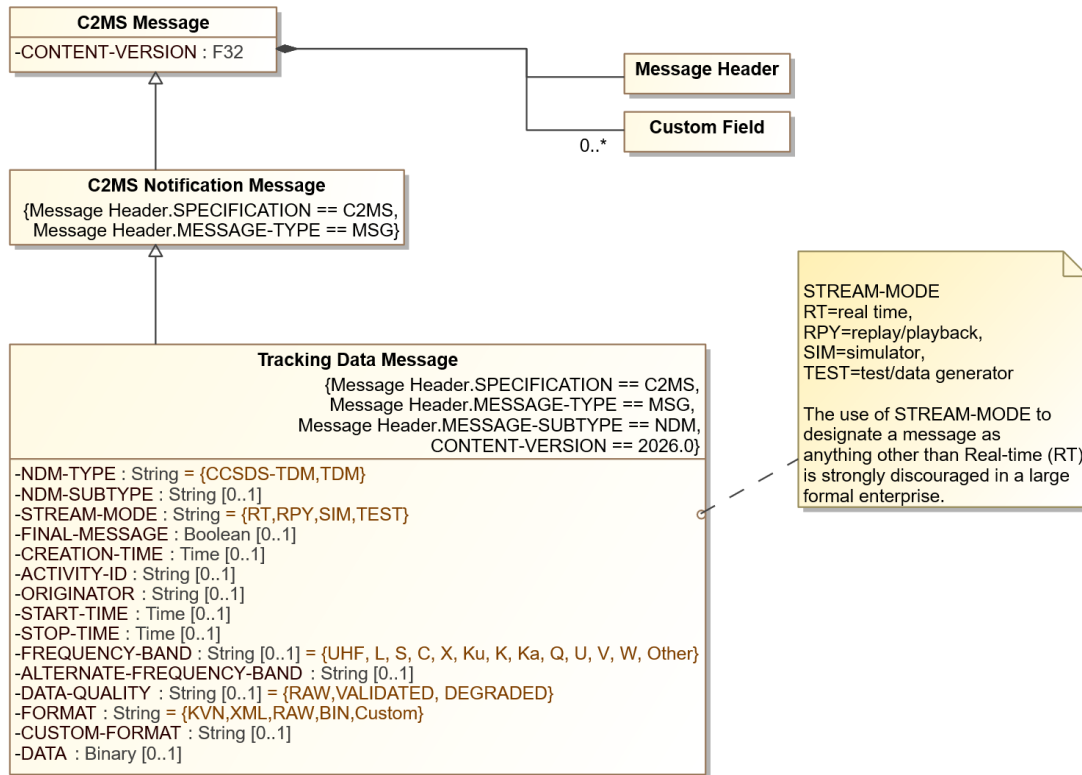 C2MS Message
-CONTENT-VERSION : F32
Message Header
Custom Field
0..*
C2MS Notification Message
{Message Header.SPECIFICATION == C2MS,
Message Header.MESSAGE-TYPE == MSG}
Tracking Data Message
{Message Header.SPECIFICATION == C2MS,
Message Header.MESSAGE-TYPE == MSG,
Message Header.MESSAGE-SUBTYPE == NDM,
CONTENT-VERSION == 2026.0}
-NDM-TYPE : String = {CCSDS-TDM,TDM}
-NDM-SUBTYPE : String [0..1]
-STREAM-MODE : String = {RT,RPY,SIM,TEST}
-FINAL-MESSAGE : Boolean [0..1]
-CREATION-TIME : Time [0..1]
-ACTIVITY-ID : String [0..1]
-ORIGINATOR : String [0..1]
-START-TIME : Time [0..1]
-STOP-TIME : Time [0..1]
-FREQUENCY-BAND : String [0..1] = {UHF, L, S, C, X, Ku, K, Ka, Q, U, V, W, Other}
-ALTERNATE-FREQUENCY-BAND : String [0..1]
-DATA-QUALITY : String [0..1] = {RAW,VALIDATED, DEGRADED}
-FORMAT : String = {KVN,XML,RAW,BIN,Custom}
-CUSTOM-FORMAT : String [0..1]
-DATA : Binary [0..1]
STREAM-MODE
RT=real time,
RPY=replay/playback,
SIM=simulator,
TEST=test/data generator
The use of STREAM-MODE to
designate a message as
anything other than Real-time (RT)
is strongly discouraged in a large
formal enterprise.